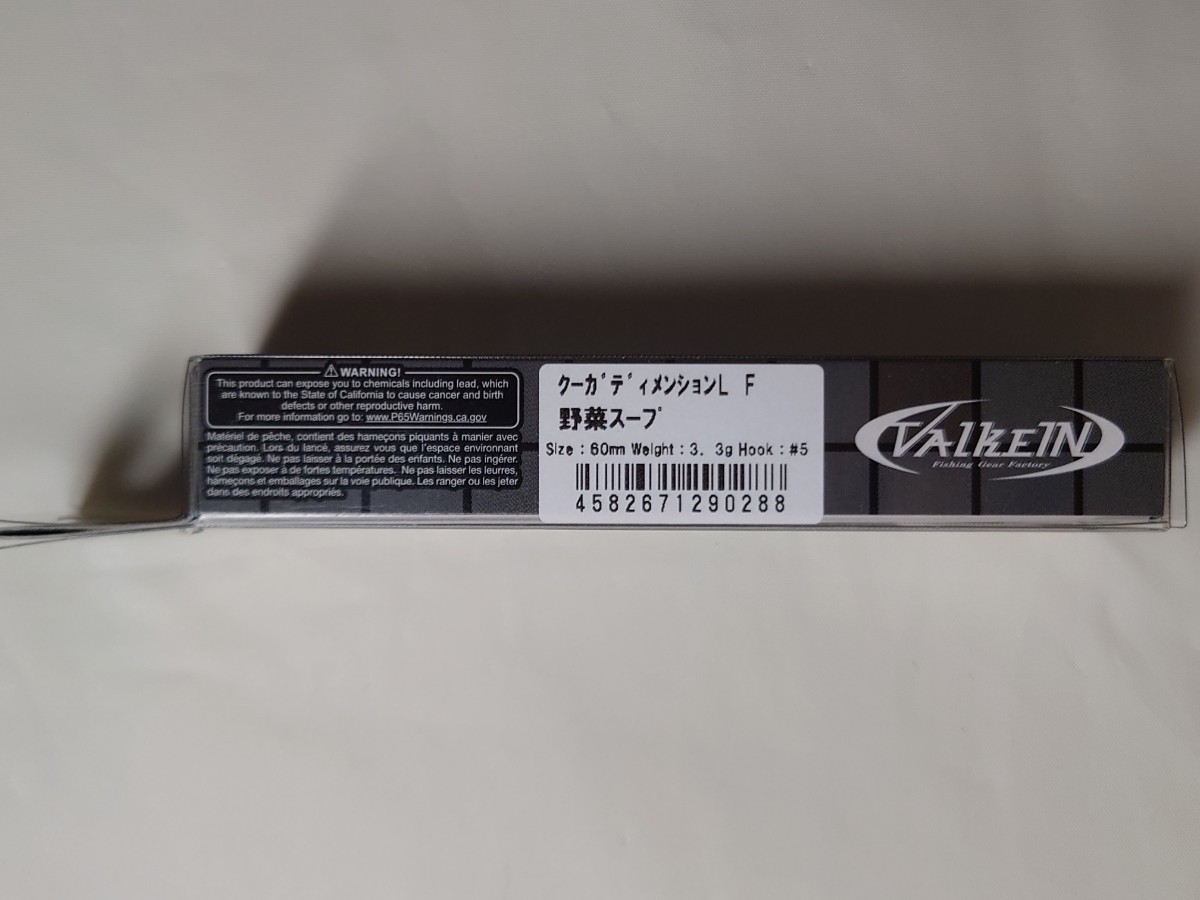 ⚠WARNING!
This product can expose you to chemicals including lead, which
are known to the State of California to cause cancer and birth
defects or other reproductive harm.
For more information go to: www.P65Warnings.ca.gov
Matériel de pêche, contient des hameçons piquants à manier avec
précaution. Lors du lancé, assurez vous que l'espace environnant
soit dégagé. Ne pas laisser à la portée des enfants. Ne pas ingérer.
Ne pas exposer à de fortes températures. Ne pas laisser les leurres,
hameçons et emballages sur la voie publique. Les ranger ou les jeter
dans des endroits appropriés.
クーガディメンションL F
野菜スープ
Size:60mm Weight:3. 3g Hook:#5
4582671290288
VALKEIN
Fishing Gear Factory